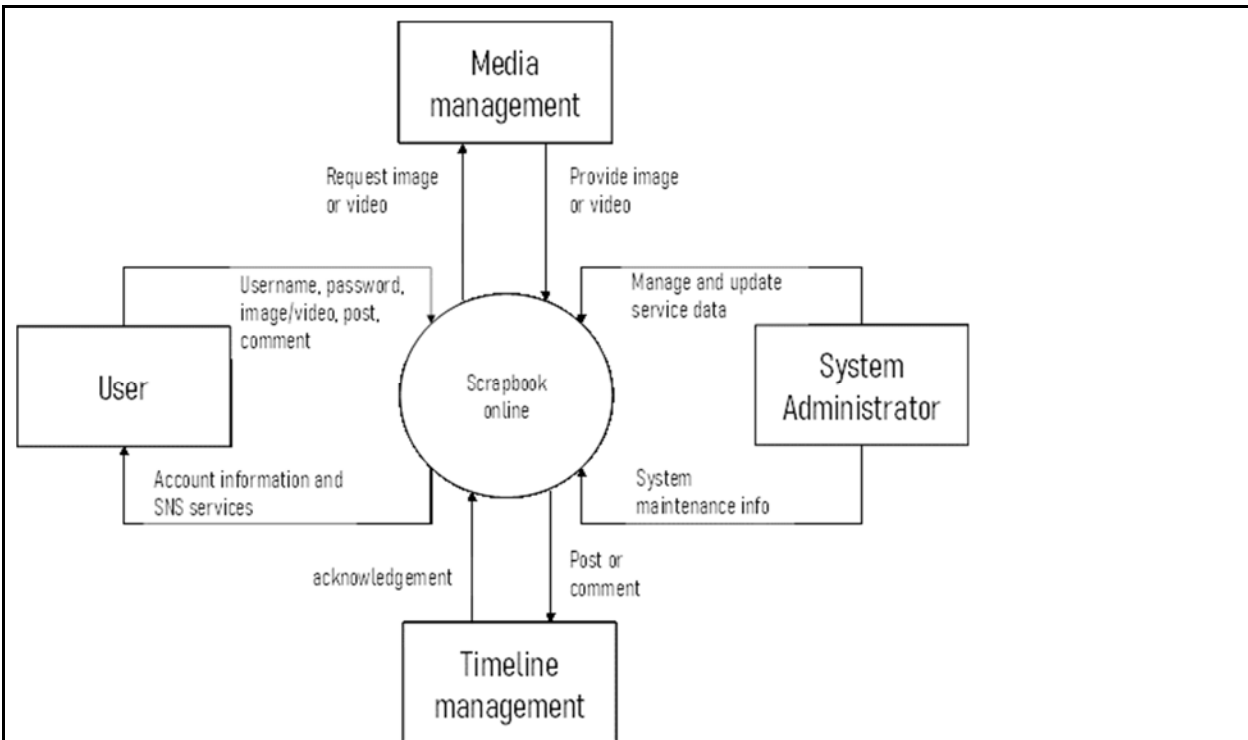 Media
management
Request image
or video
Provide image
or video
Username, password,
image/video, post,
comment
Manage and update
service data
User
Scrapbook
online
System
Administrator
Account information and
SNS services
System
maintenance info
acknowledgement
Post or
comment
Timeline
management